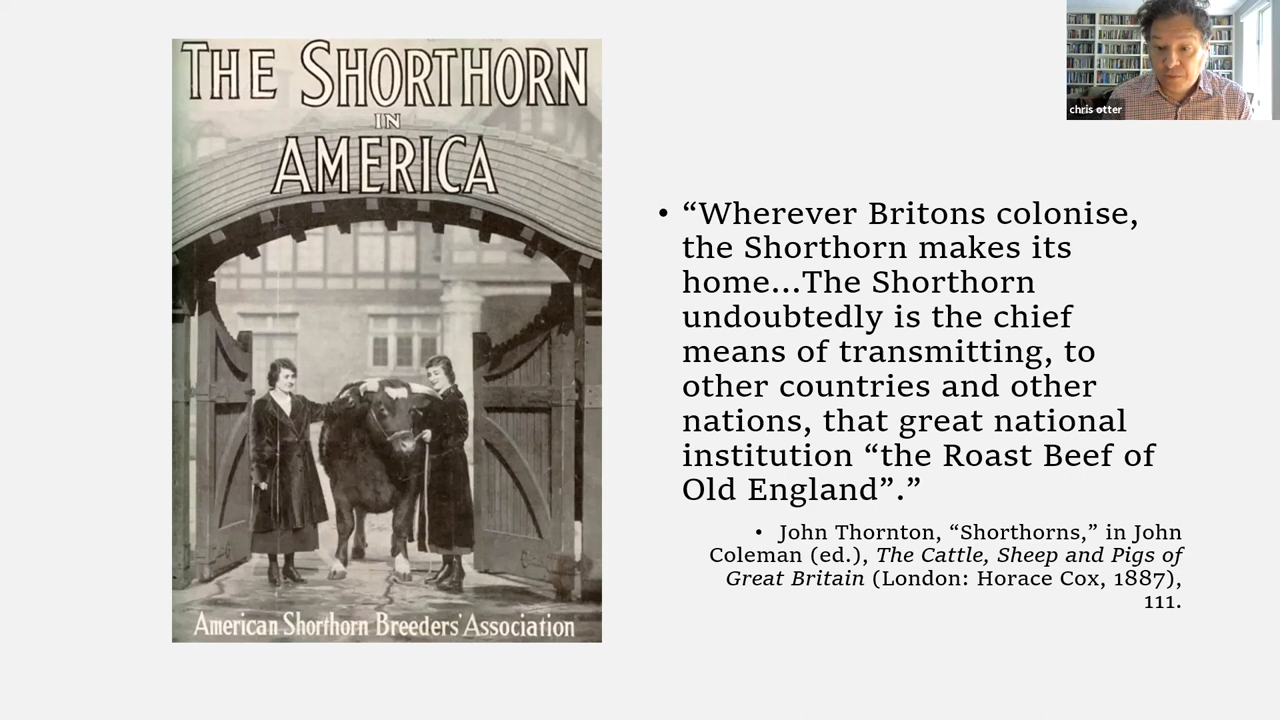 THE SHORTHORN
IN
AMERICA
American Shorthorn Breeders' Association
chris otter
• “Wherever Britons colonise,
the Shorthorn makes its
home...The Shorthorn
undoubtedly is the chief
means of transmitting, to
other countries and other
nations, that great national
institution “the Roast Beef of
Old England”.”
• John Thornton, “Shorthorns,” in John
Coleman (ed.), The Cattle, Sheep and Pigs of
Great Britain (London: Horace Cox, 1887),
111.